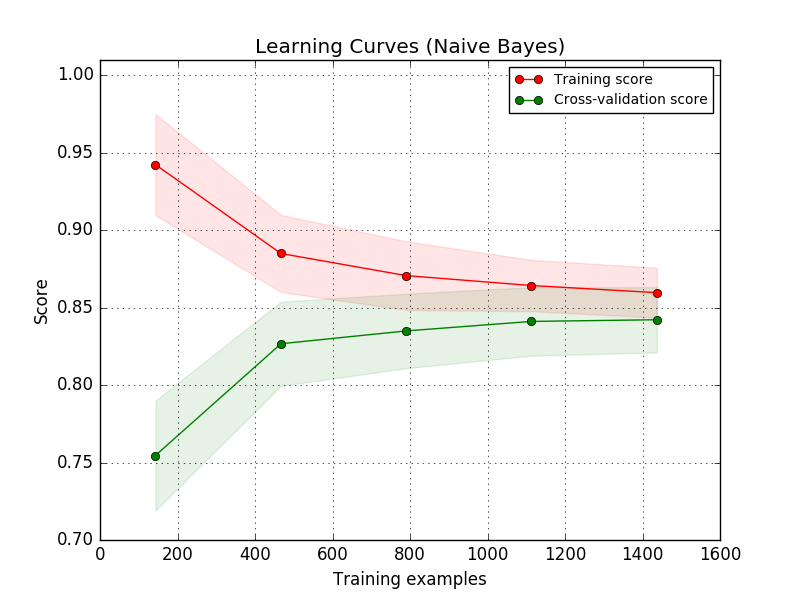 Learning Curves (Naive Bayes)
1.00
0.95
0.90
0.85
0.80
0.75
0.70
Score
Training score
Cross-validation score
0 200 400 600 800 1000 1200 1400 1600
Training examples